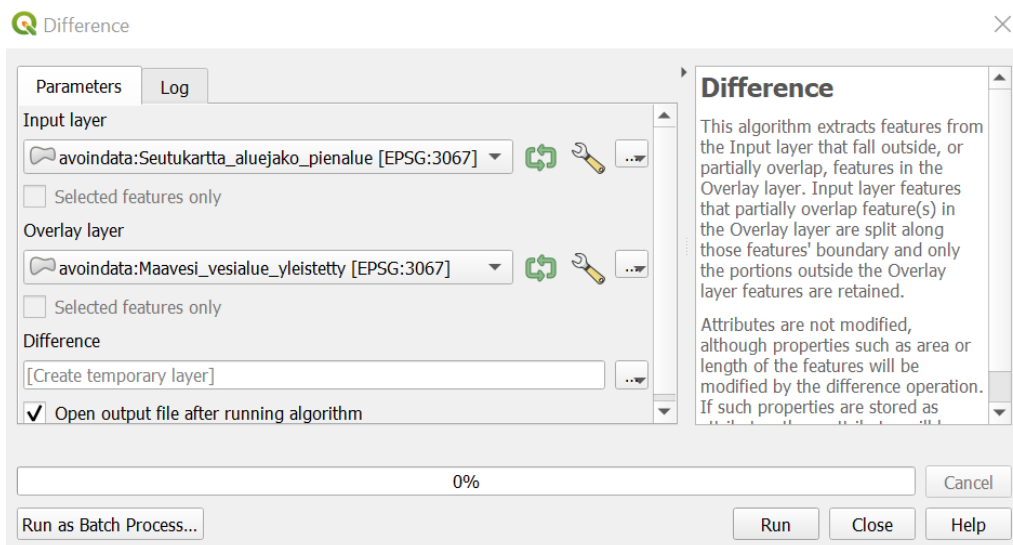 Difference
Parameters
Log
Input layer
avoindata:Seutukartta_aluejako_pienalue [EPSG:3067]
Selected features only
Overlay layer
avoindata:Maavesi_vesialue_yleistetty [EPSG:3067]
Selected features only
Difference
[Create temporary layer]
Open output file after running algorithm
Difference
This algorithm extracts features from
the Input layer that fall outside, or
partially overlap, features in the
Overlay layer. Input layer features
that partially overlap feature(s) in
the Overlay layer are split along
those features' boundary and only
the portions outside the Overlay
layer features are retained.
Attributes are not modified,
although properties such as area or
length of the features will be
modified by the difference operation.
If such properties are stored as
0%
Cancel
Run as Batch Process...
Run
Close
Help